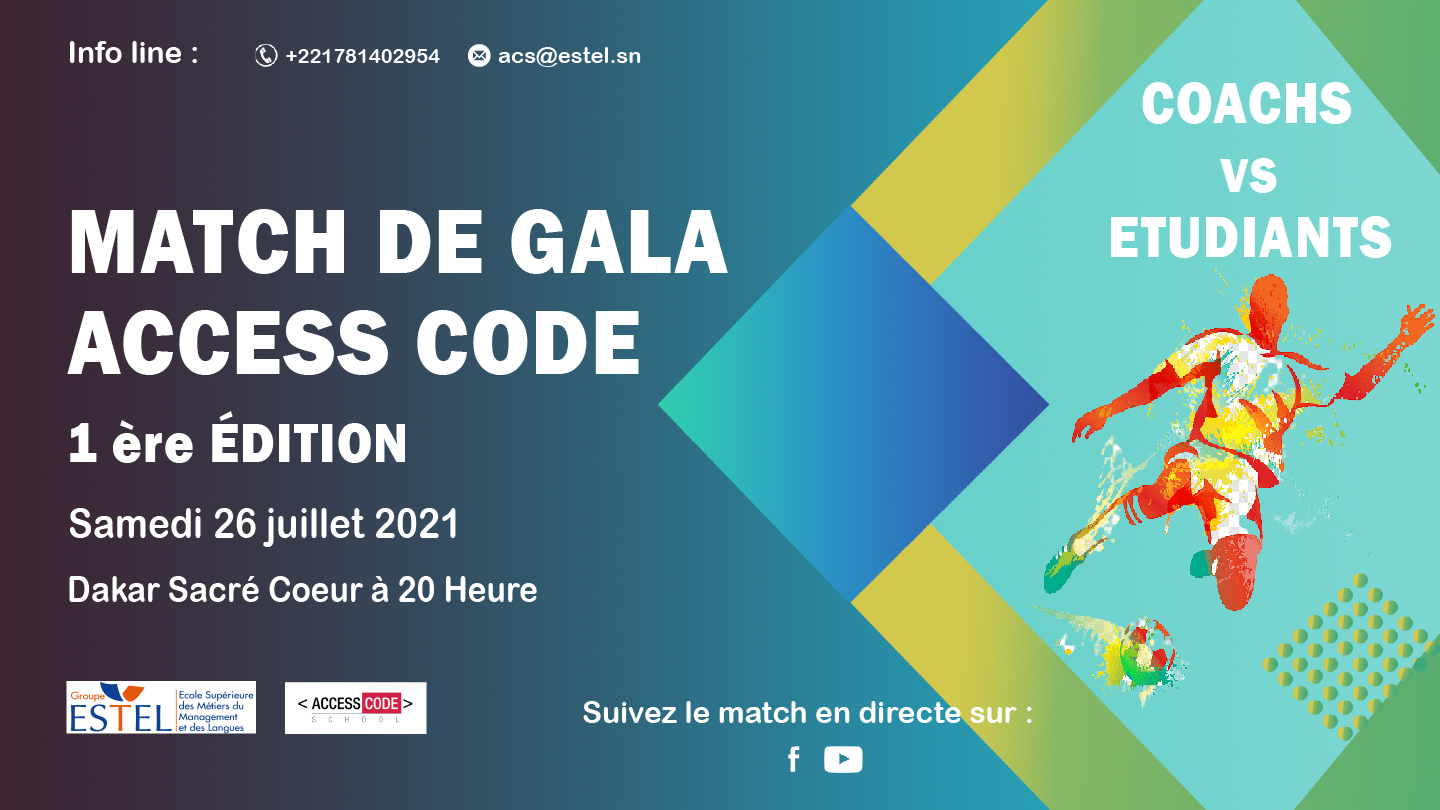 Info line :
+221781402954
acs@estel.sn
COACHS
VS
ETUDIANTS
MATCH DE GALA
ACCESS CODE
1 ère ÉDITION
Samedi 26 juillet 2021
Dakar Sacré Coeur à 20 Heure
Groupe
ESTEL
Ecole Supérieure
des Métiers du
Management
et des Langues
< ACCESS CODE >
SCHOOL
Suivez le match en directe sur :